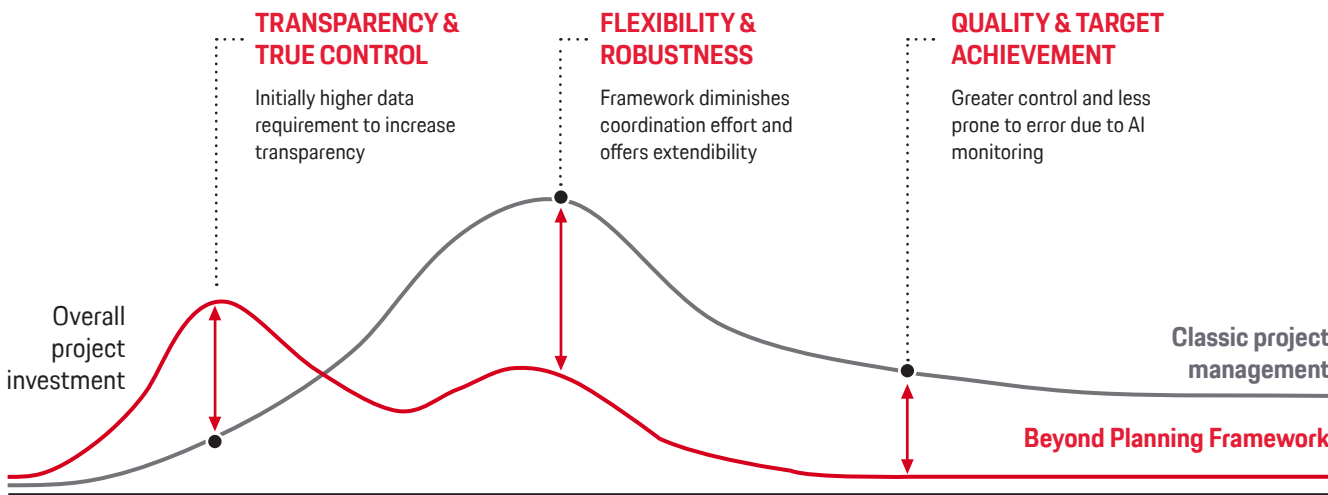 TRANSPARENCY &
TRUE CONTROL
Initially higher data
requirement to increase
transparency
FLEXIBILITY &
ROBUSTNESS
Framework diminishes
coordination effort and
offers extendibility
QUALITY & TARGET
ACHIEVEMENT
Greater control and less
prone to error due to AI
monitoring
Overall
project
investment
Classic project
management
Beyond Planning Framework